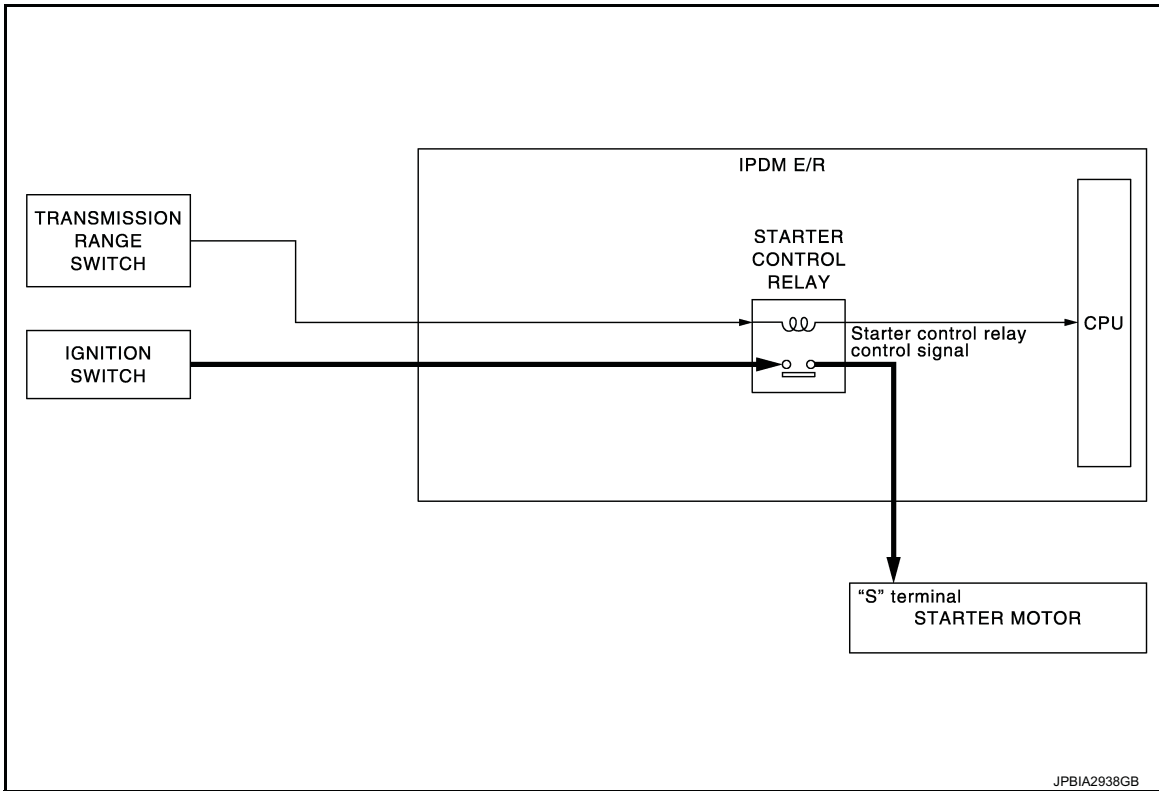 IPDM E/R
TRANSMISSION
RANGE
SWITCH
STARTER
CONTROL
RELAY
CPU
Starter control relay
control signal
IGNITION
SWITCH
“S” terminal
STARTER MOTOR
JPBIA2938GB